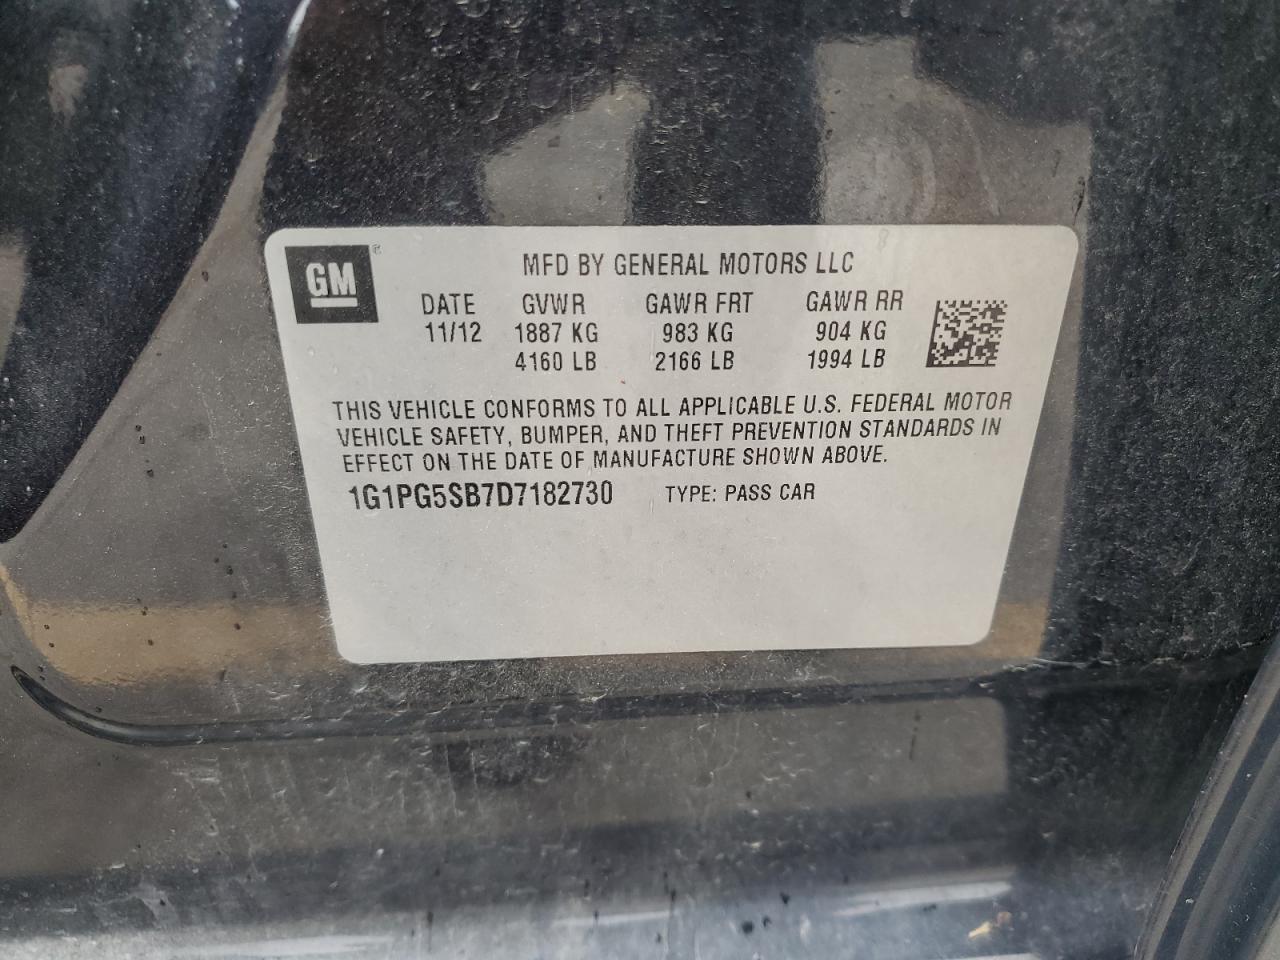 GM ®
MFD BY GENERAL MOTORS LLC
DATE GVWR GAWR FRT GAWR RR
11/12 1887 KG 983 KG 904 KG
4160 LB 2166 LB 1994 LB
THIS VEHICLE CONFORMS TO ALL APPLICABLE U.S. FEDERAL MOTOR
VEHICLE SAFETY, BUMPER, AND THEFT PREVENTION STANDARDS IN
EFFECT ON THE DATE OF MANUFACTURE SHOWN ABOVE.
1G1PG5SB7D7182730 TYPE: PASS CAR